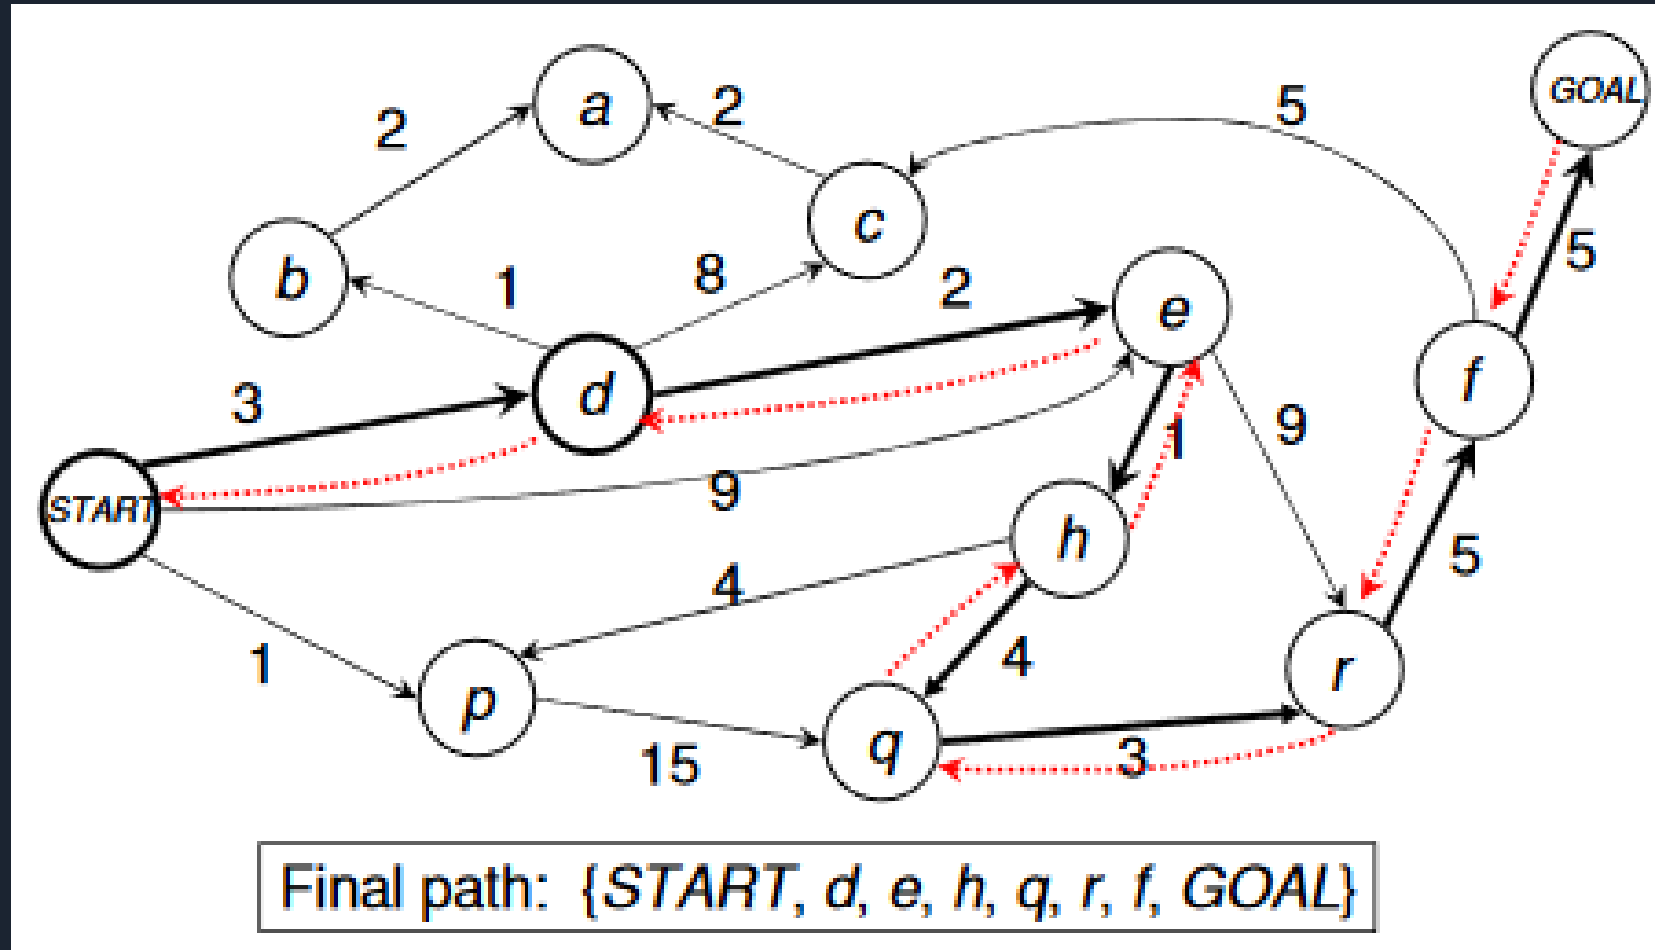 GOAL
a
2
2
5
c
b
1
8
2
e
5
f
3
d
9
1
START
9
h
5
4
1
4
r
p
q
15
3
Final path: {START, d, e, h, q, r, f, GOAL}